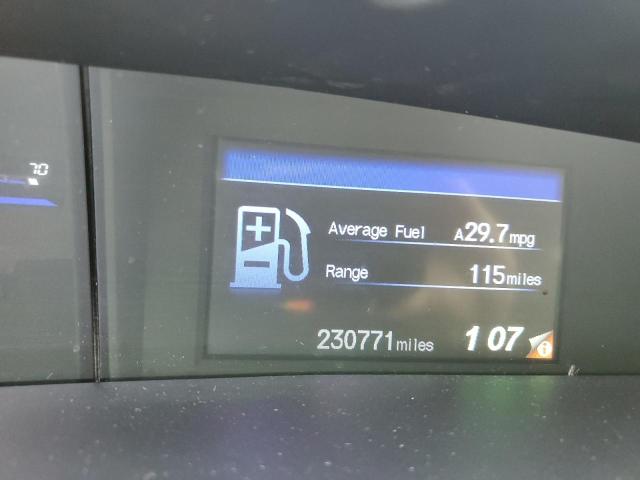 70
Average Fuel A29.7mpg
Range 115miles
230771miles 1 07 i